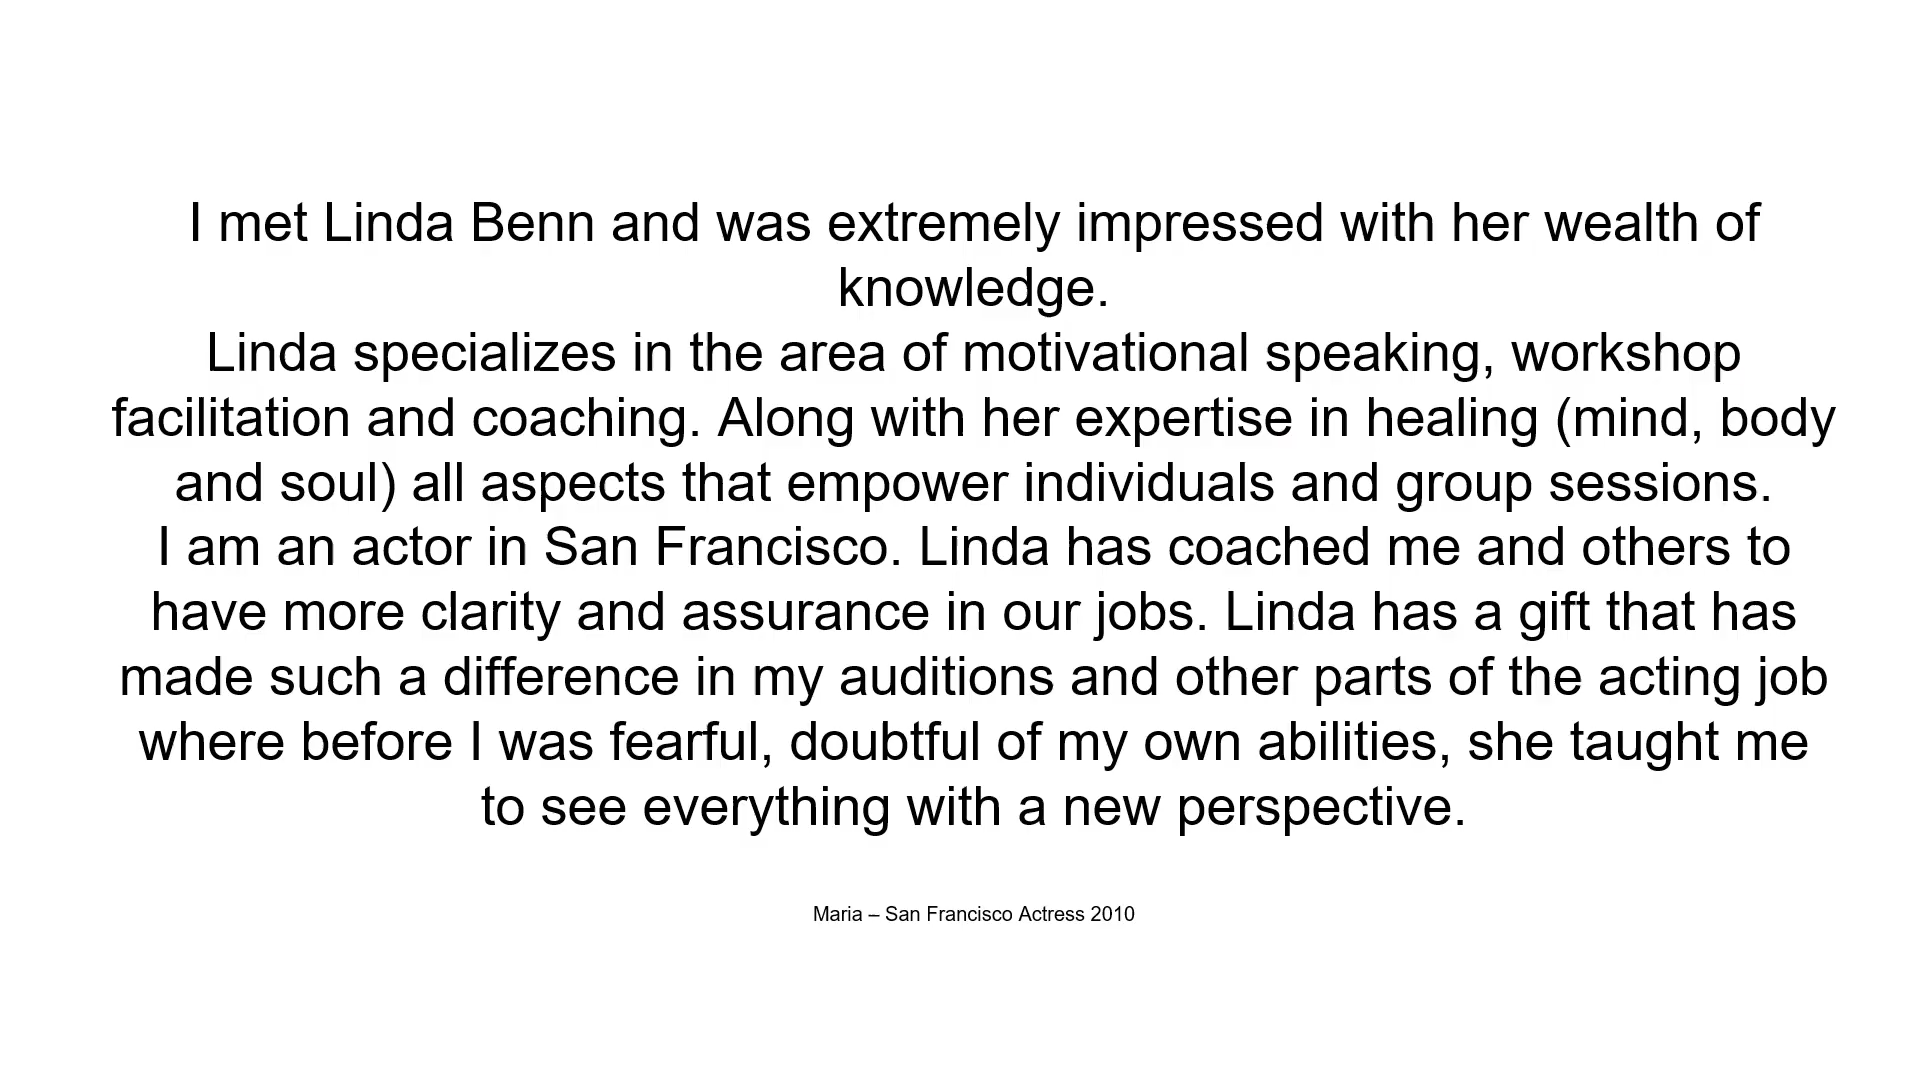 I met Linda Benn and was extremely impressed with her wealth of
knowledge.
Linda specializes in the area of motivational speaking, workshop
facilitation and coaching. Along with her expertise in healing (mind, body
and soul) all aspects that empower individuals and group sessions.
I am an actor in San Francisco. Linda has coached me and others to
have more clarity and assurance in our jobs. Linda has a gift that has
made such a difference in my auditions and other parts of the acting job
where before I was fearful, doubtful of my own abilities, she taught me
to see everything with a new perspective.
Maria – San Francisco Actress 2010